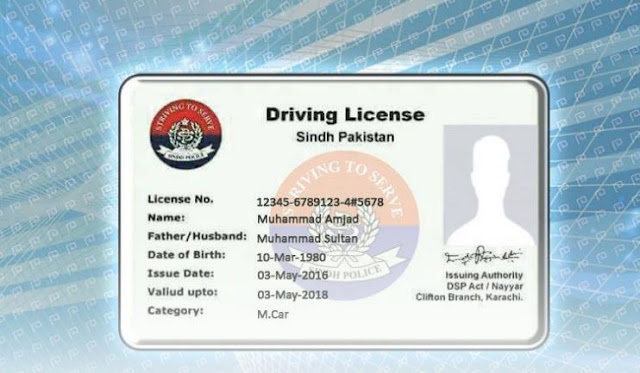 Driving License
Sindh Pakistan
STRIVING TO SERVE
SINDH POLICE
STRIVING TO SERVE
SINDH POLICE
License No. 12345-6789123-4#5678
Name: Muhammad Amjad
Father/Husband: Muhammad Sultan
Date of Birth: 10-Mar-1980
Issue Date: 03-May-2016
Valiud upto: 03-May-2018
Category: M.Car
Issuing Authority
DSP Act / Nayyar
Clifton Branch, Karachi.